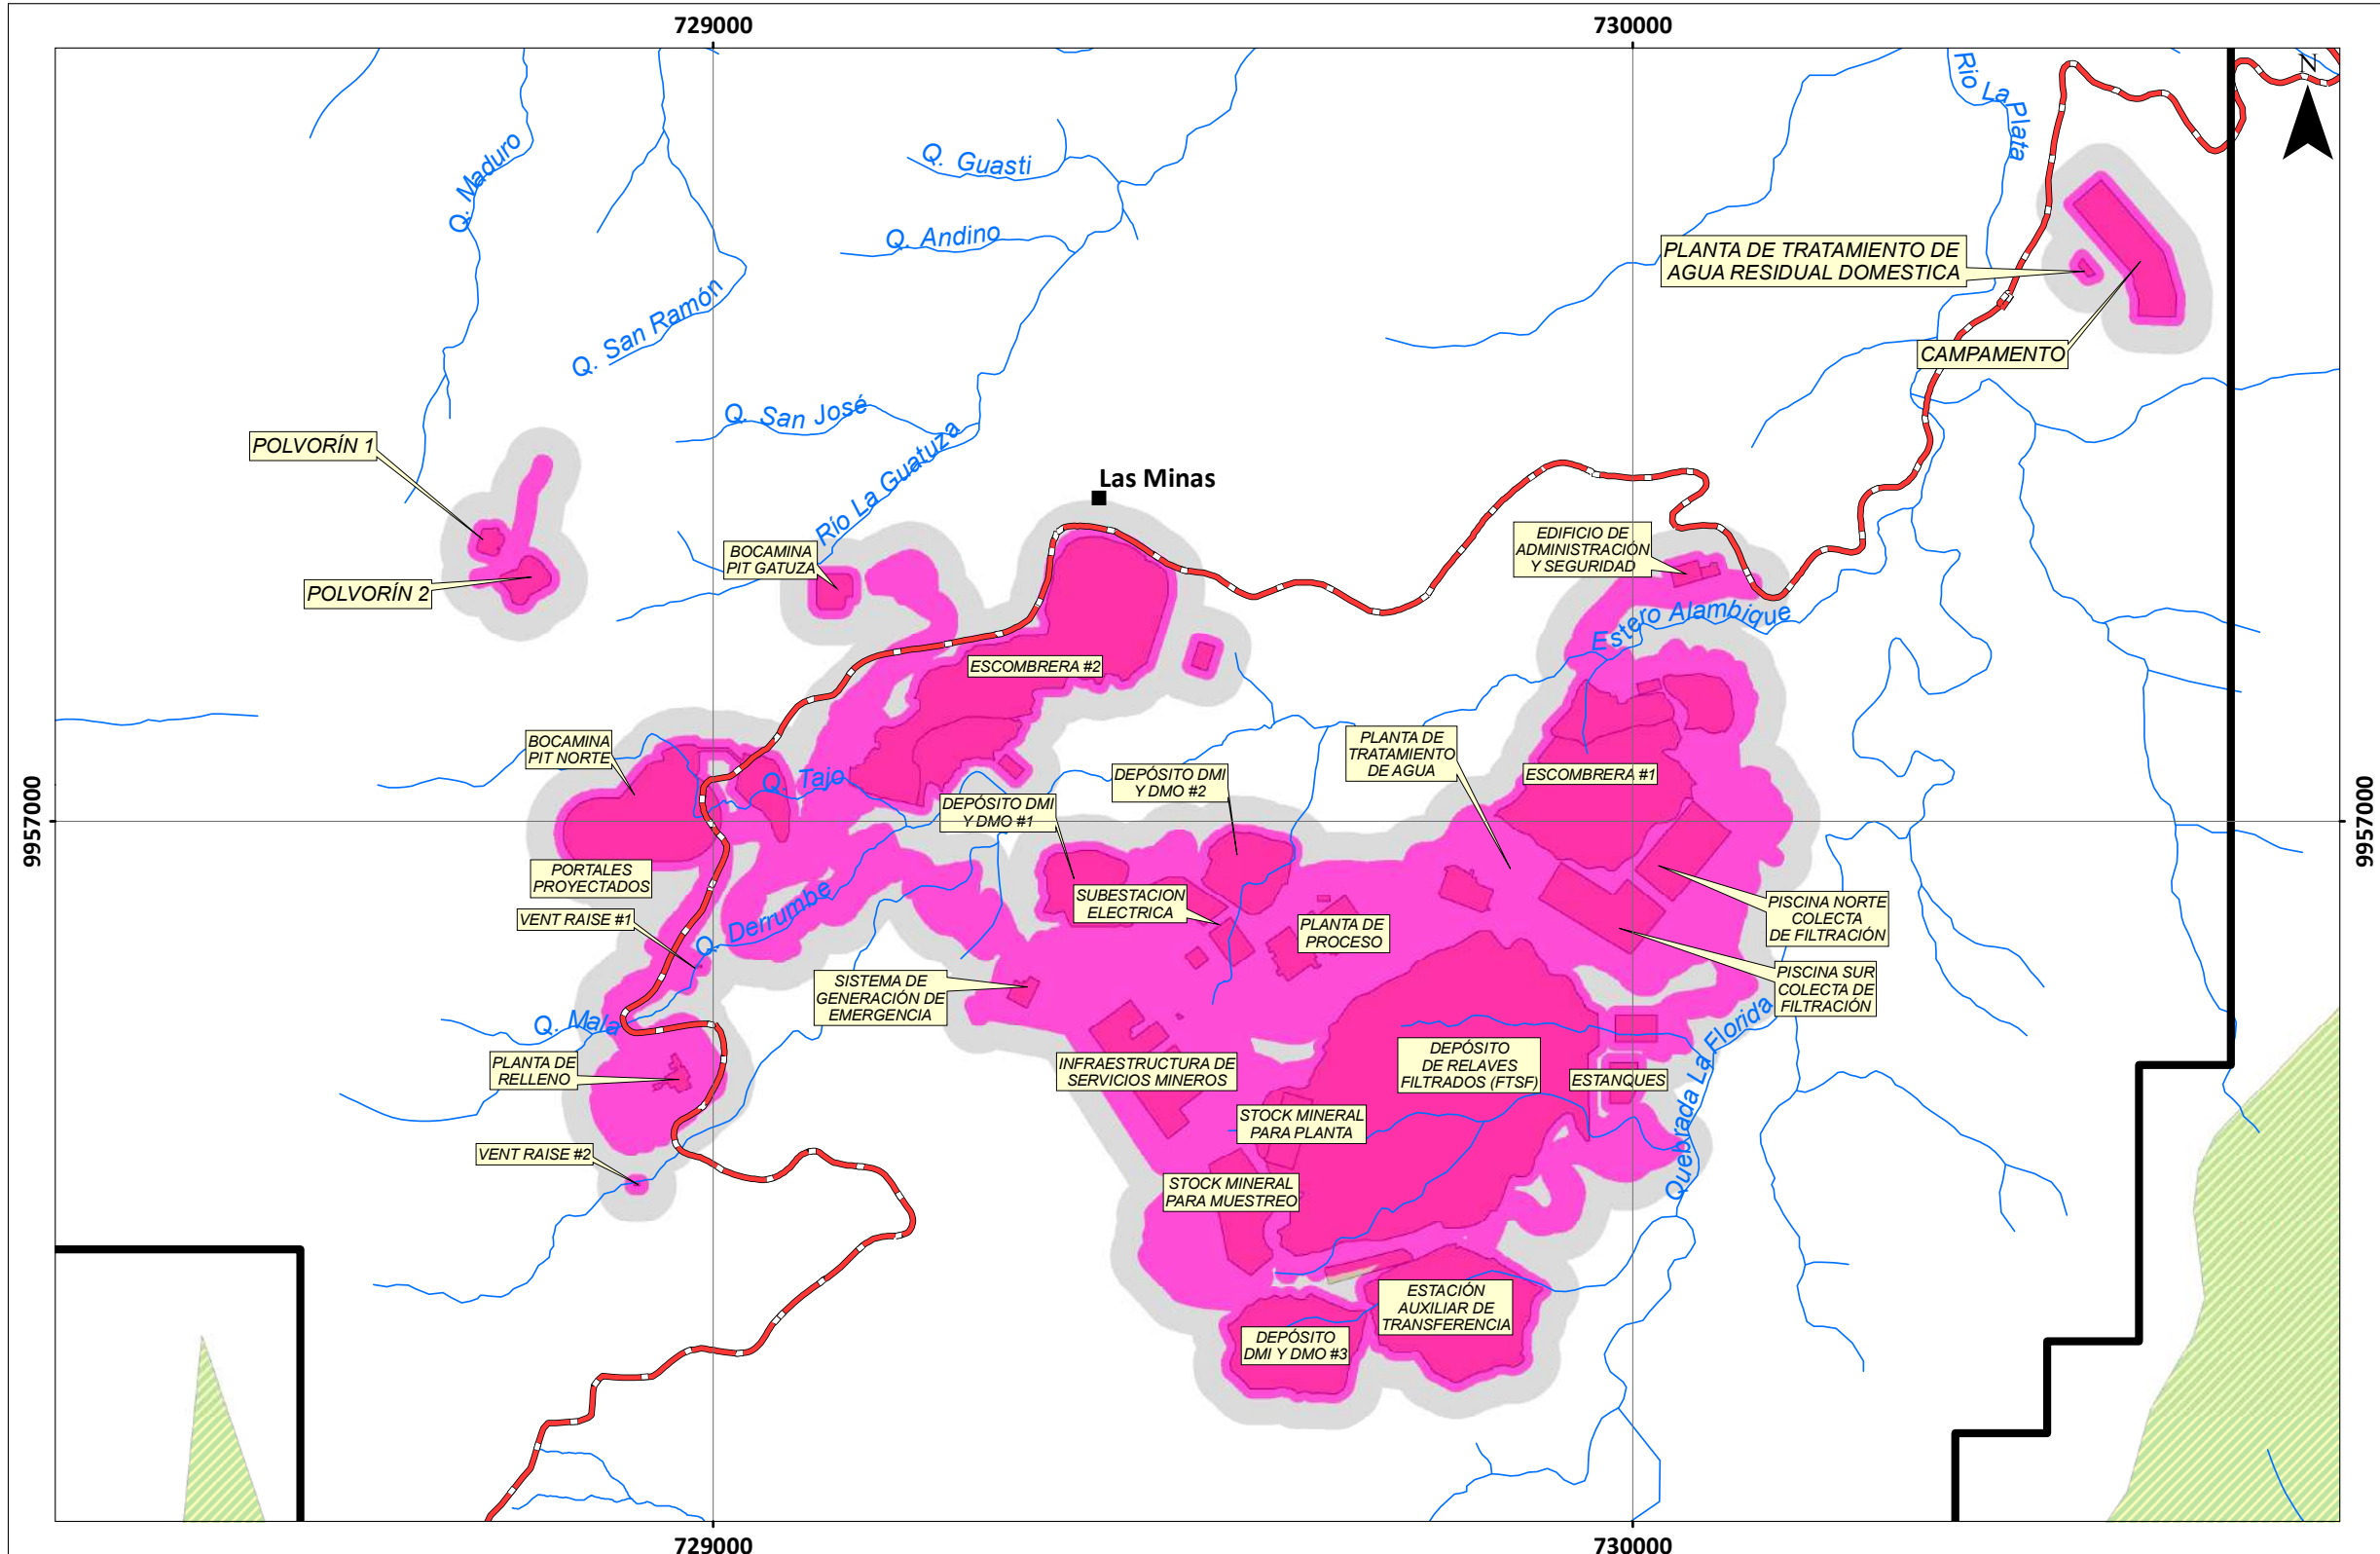 729000
730000
N
Rio La Plata
Q. Maduro
Q. Guasti
Q. Andino
PLANTA DE TRATAMIENTO DE
AGUA RESIDUAL DOMESTICA
Q. San Ramón
CAMPAMENTO
Q. San José
POLVORÍN 1
Río La Guatuza
Las Minas
BOCAMINA
PIT GATUZA
EDIFICIO DE
ADMINISTRACIÓN
Y SEGURIDAD
POLVORÍN 2
Estero Alambique
ESCOMBRERA #2
BOCAMINA
PIT NORTE
PLANTA DE
TRATAMIENTO
DE AGUA
Q. Tajo
DEPÓSITO DMI
Y DMO #2
ESCOMBRERA #1
DEPÓSITO DMI
Y DMO #1
9957000
9957000
PORTALES
PROYECTADOS
SUBESTACION
ELECTRICA
PISCINA NORTE
COLECTA
DE FILTRACIÓN
VENT RAISE #1
Q. Derrumbe
PLANTA DE
PROCESO
PISCINA SUR
COLECTA DE
FILTRACIÓN
SISTEMA DE
GENERACIÓN DE
EMERGENCIA
Q. Mala
PLANTA DE
RELLENO
INFRAESTRUCTURA DE
SERVICIOS MINEROS
DEPÓSITO
DE RELAVES
FILTRADOS (FTSF)
ESTANQUES
Quebrada La Florida
STOCK MINERAL
PARA PLANTA
VENT RAISE #2
STOCK MINERAL
PARA MUESTREO
ESTACIÓN
AUXILIAR DE
TRANSFERENCIA
DEPÓSITO
DMI Y DMO #3
729000
730000